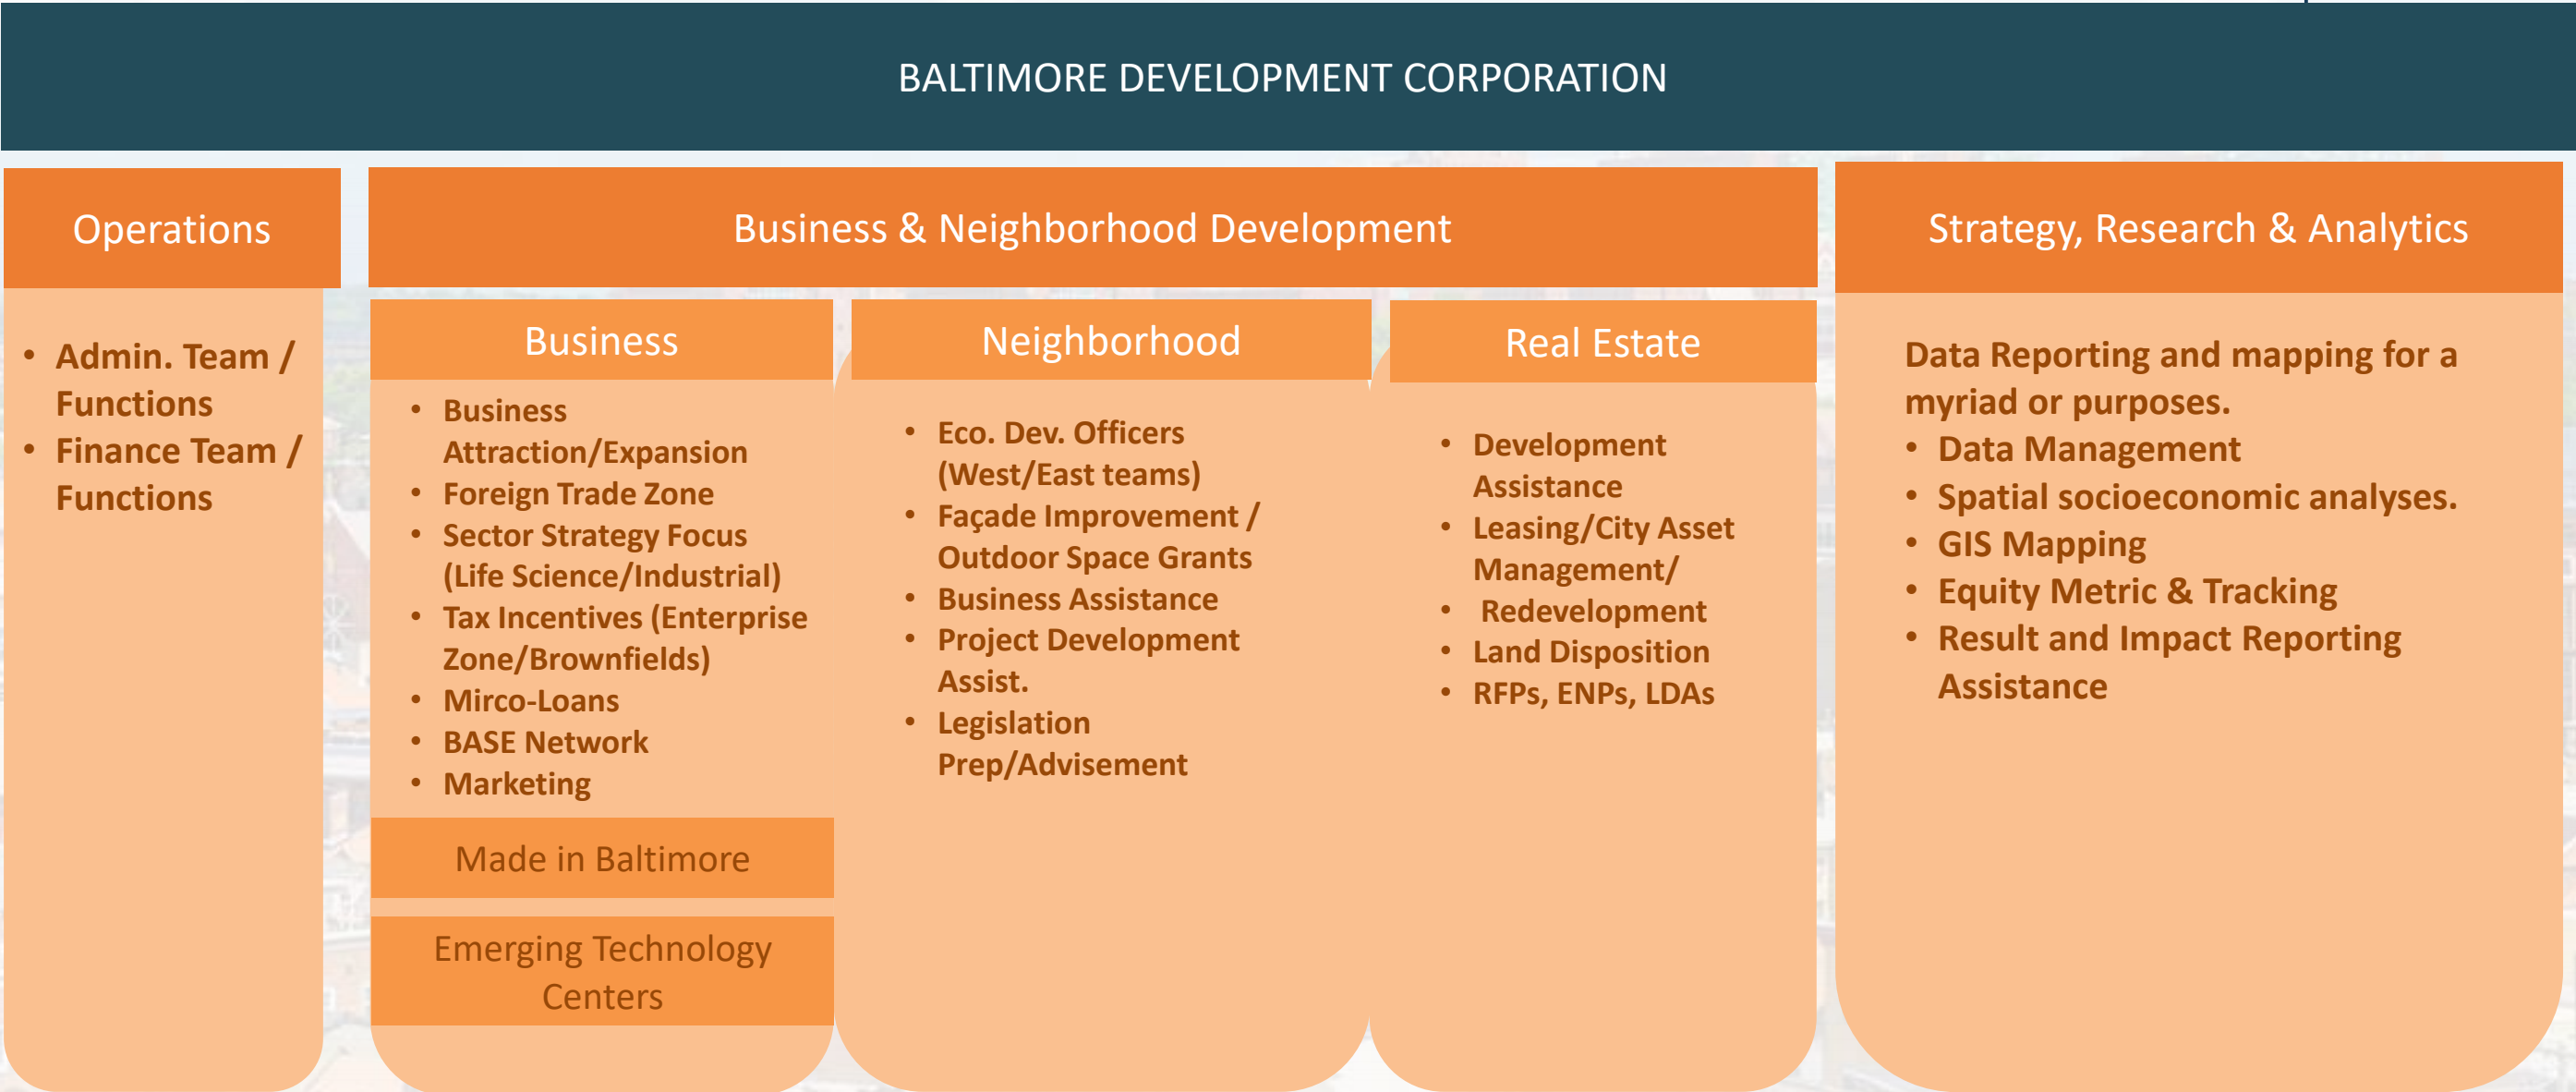 BALTIMORE DEVELOPMENT CORPORATION
Operations
• Admin. Team /
Functions
• Finance Team /
Functions
Business & Neighborhood Development
Business
• Business
Attraction/Expansion
• Foreign Trade Zone
• Sector Strategy Focus
(Life Science/Industrial)
• Tax Incentives (Enterprise
Zone/Brownfields)
• Mirco-Loans
• BASE Network
• Marketing
Made in Baltimore
Emerging Technology
Centers
Neighborhood
• Eco. Dev. Officers
(West/East teams)
• Façade Improvement /
Outdoor Space Grants
• Business Assistance
• Project Development
Assist.
• Legislation
Prep/Advisement
Real Estate
• Development
Assistance
• Leasing/City Asset
Management/
• Redevelopment
• Land Disposition
• RFPs, ENPs, LDAs
Strategy, Research & Analytics
Data Reporting and mapping for a
myriad or purposes.
• Data Management
• Spatial socioeconomic analyses.
• GIS Mapping
• Equity Metric & Tracking
• Result and Impact Reporting
Assistance